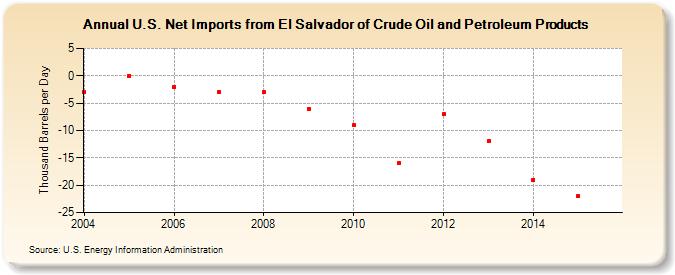 Annual U.S. Net Imports from El Salvador of Crude Oil and Petroleum Products
Thousand Barrels per Day
5
0
-5
-10
-15
-20
-25
2004 2006 2008 2010 2012 2014
Source: U.S. Energy Information Administration